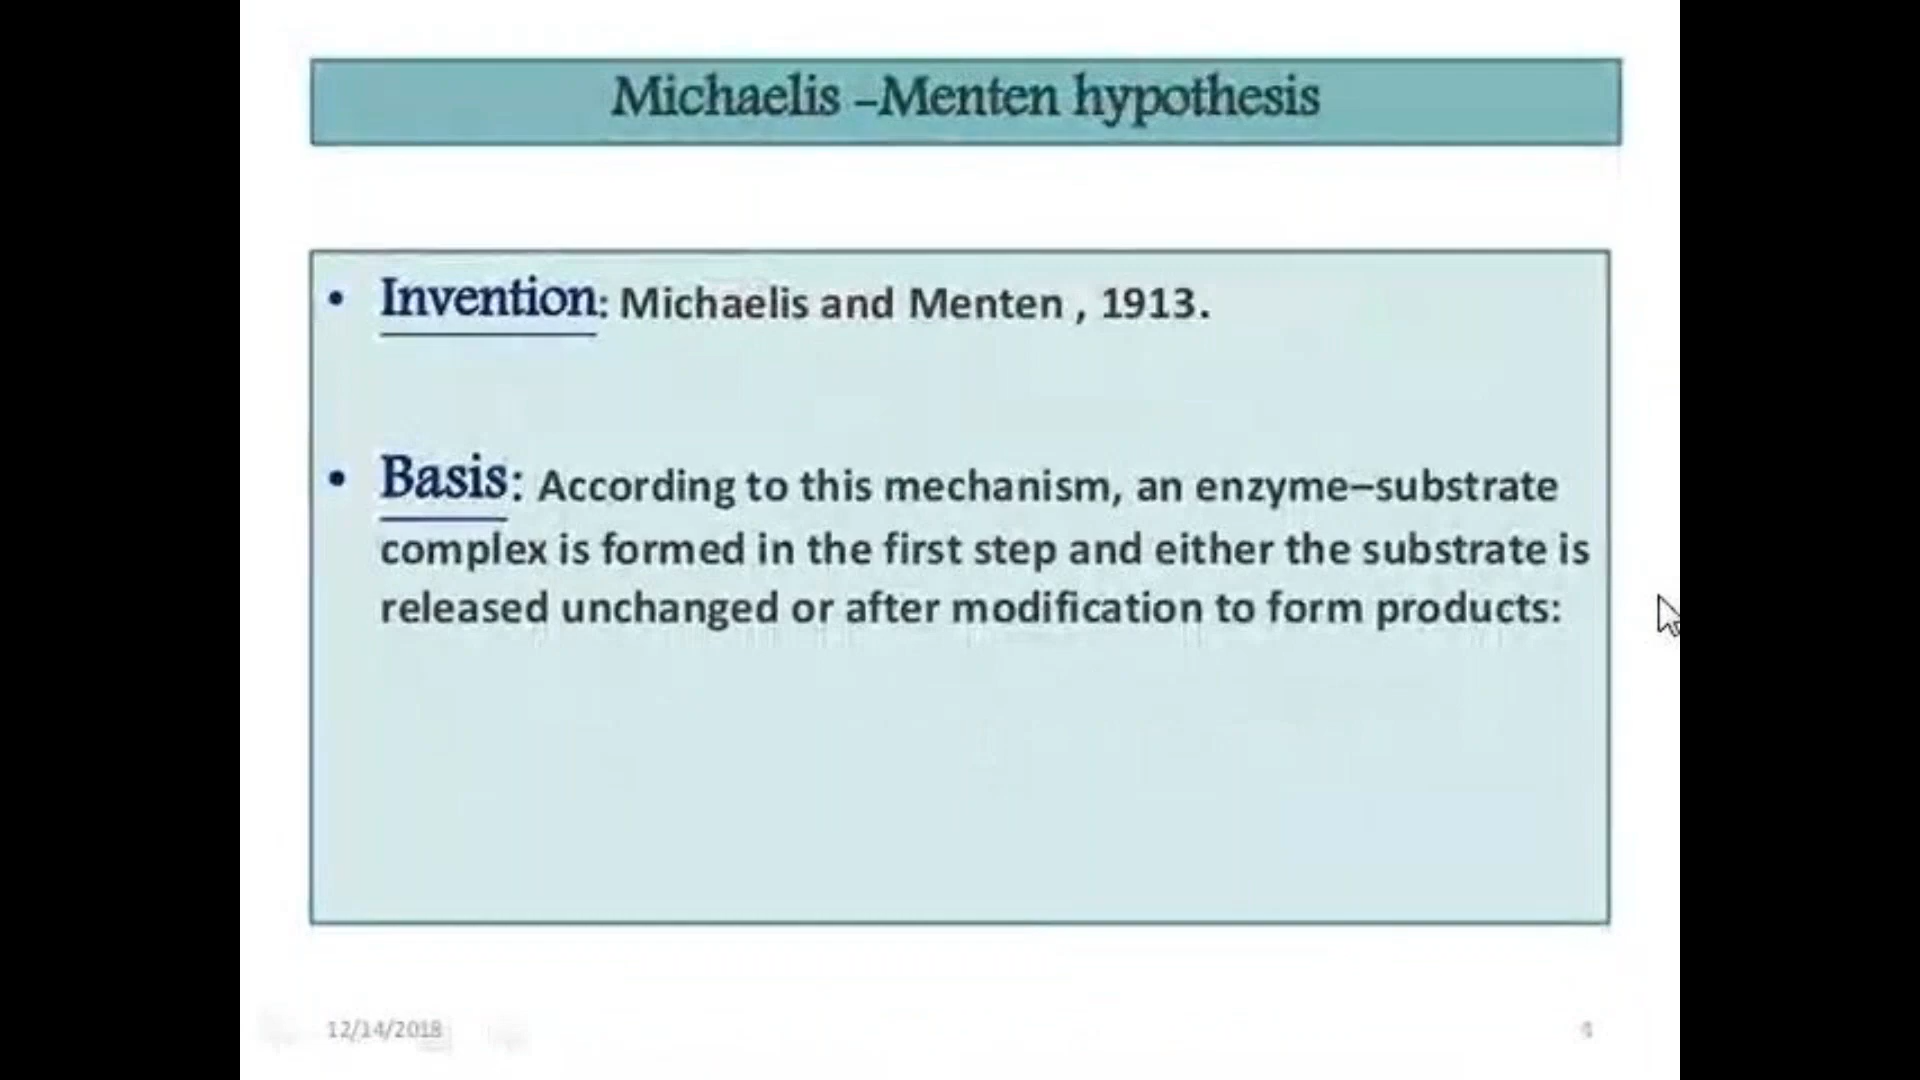 Michaelis –Menten hypothesis
• Invention: Michaelis and Menten , 1913.
• Basis: According to this mechanism, an enzyme–substrate
complex is formed in the first step and either the substrate is
released unchanged or after modification to form products:
12/14/2018
4